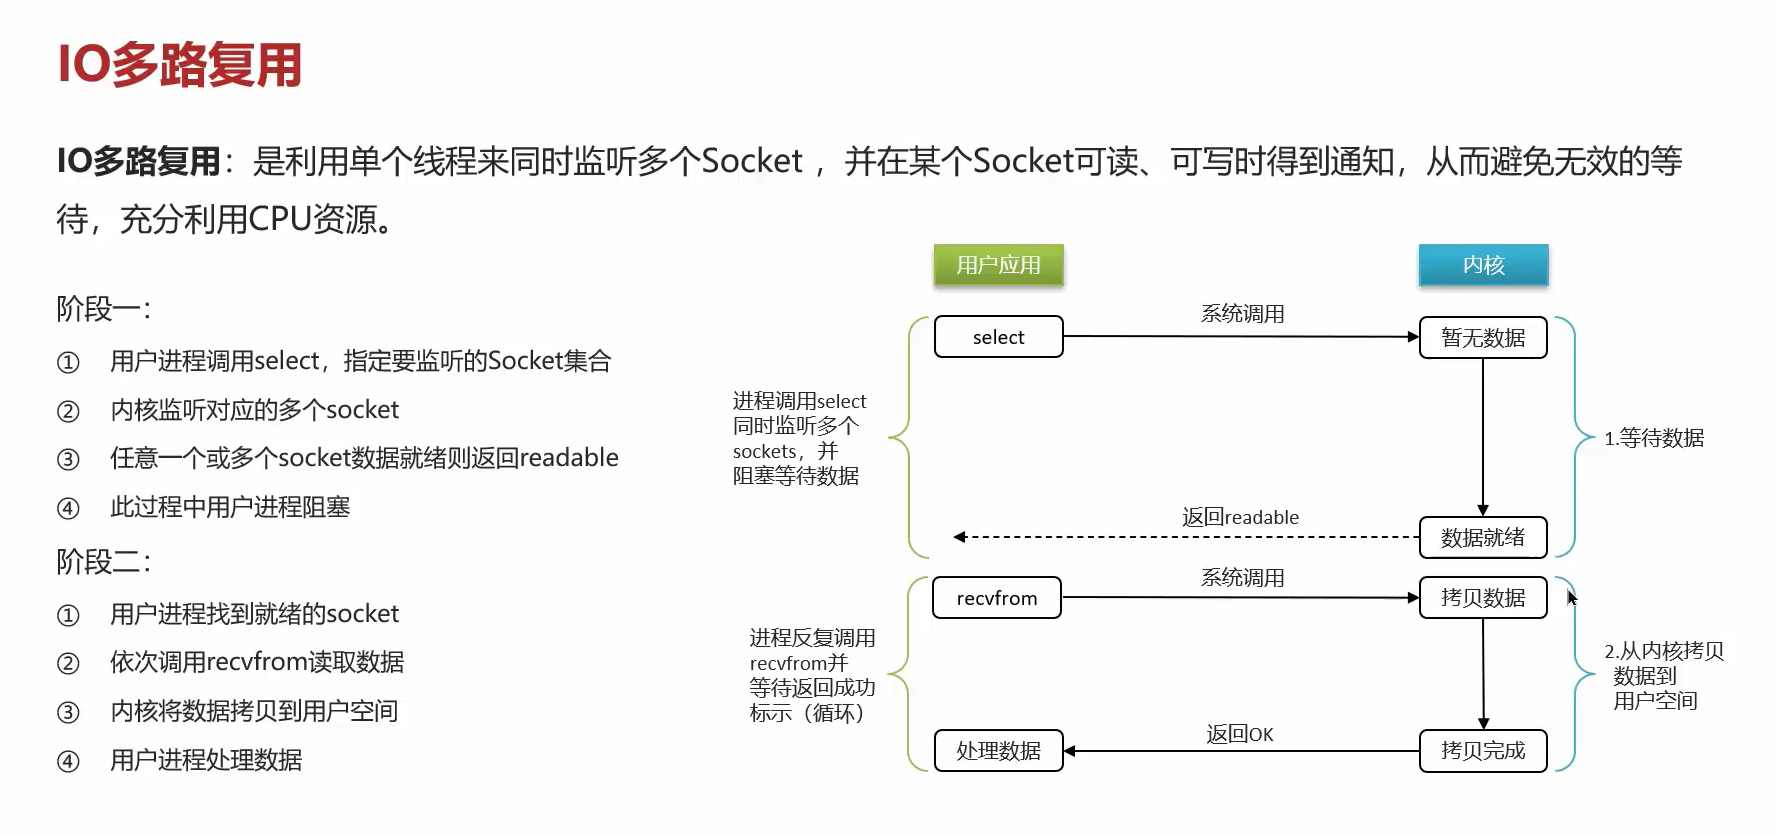 IO多路复用
IO多路复用：是利用单个线程来同时监听多个Socket ，并在某个Socket可读、可写时得到通知，从而避免无效的等
待，充分利用CPU资源。
阶段一：
① 用户进程调用select，指定要监听的Socket集合
② 内核监听对应的多个socket
③ 任意一个或多个socket数据就绪则返回readable
④ 此过程中用户进程阻塞
阶段二：
① 用户进程找到就绪的socket
② 依次调用recvfrom读取数据
③ 内核将数据拷贝到用户空间
④ 用户进程处理数据
用户应用
内核
select
系统调用
暂无数据
进程调用select
同时监听多个
sockets，并
阻塞等待数据
1.等待数据
返回readable
数据就绪
recvfrom
系统调用
拷贝数据
进程反复调用
recvfrom并
等待返回成功
标示（循环）
2.从内核拷贝
数据到
用户空间
处理数据
返回OK
拷贝完成